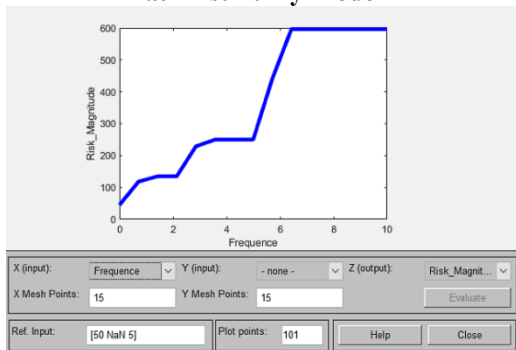 600
500
400
300
200
100
0
Risk_Magnitude
0 2 4 6 8 10
Frequence
X (input): Frequence Y (input): - none - Z (output): Risk_Magnit...
X Mesh Points: 15 Y Mesh Points: 15 Evaluate
Ref. Input: [50 NaN 5] Plot points: 101 Help Close